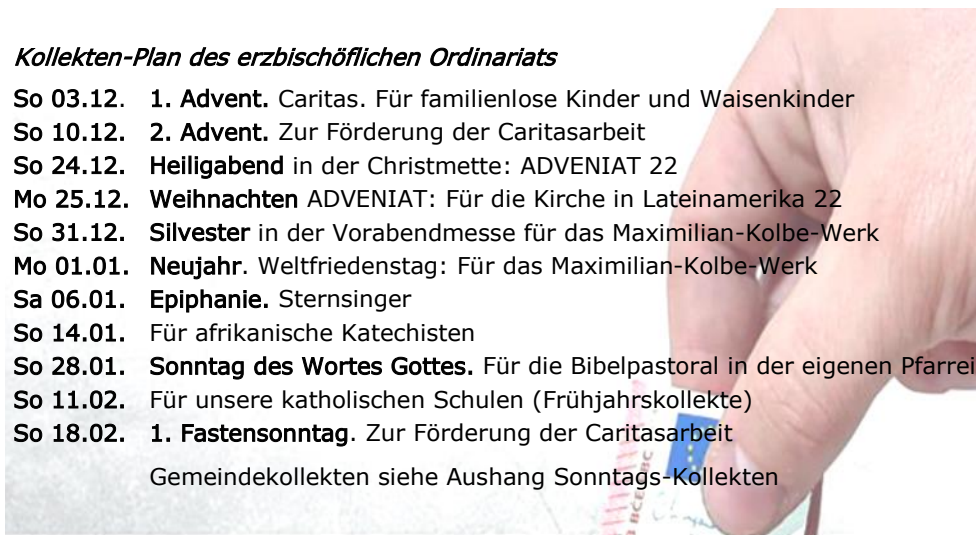 Kollekten-Plan des erzbischöflichen Ordinariats
So 03.12. 1. Advent. Caritas. Für familienlose Kinder und Waisenkinder
So 10.12. 2. Advent. Zur Förderung der Caritasarbeit
So 24.12. Heiligabend in der Christmette: ADVENIAT 22
Mo 25.12. Weihnachten ADVENIAT: Für die Kirche in Lateinamerika 22
So 31.12. Silvester in der Vorabendmesse für das Maximilian-Kolbe-Werk
Mo 01.01. Neujahr. Weltfriedenstag: Für das Maximilian-Kolbe-Werk
Sa 06.01. Epiphanie. Sternsinger
So 14.01. Für afrikanische Katechisten
So 28.01. Sonntag des Wortes Gottes. Für die Bibelpastoral in der eigenen Pfarrei
So 11.02. Für unsere katholischen Schulen (Frühjahrskollekte)
So 18.02. 1. Fastensonntag. Zur Förderung der Caritasarbeit
Gemeindekollekten siehe Aushang Sonntags-Kollekten